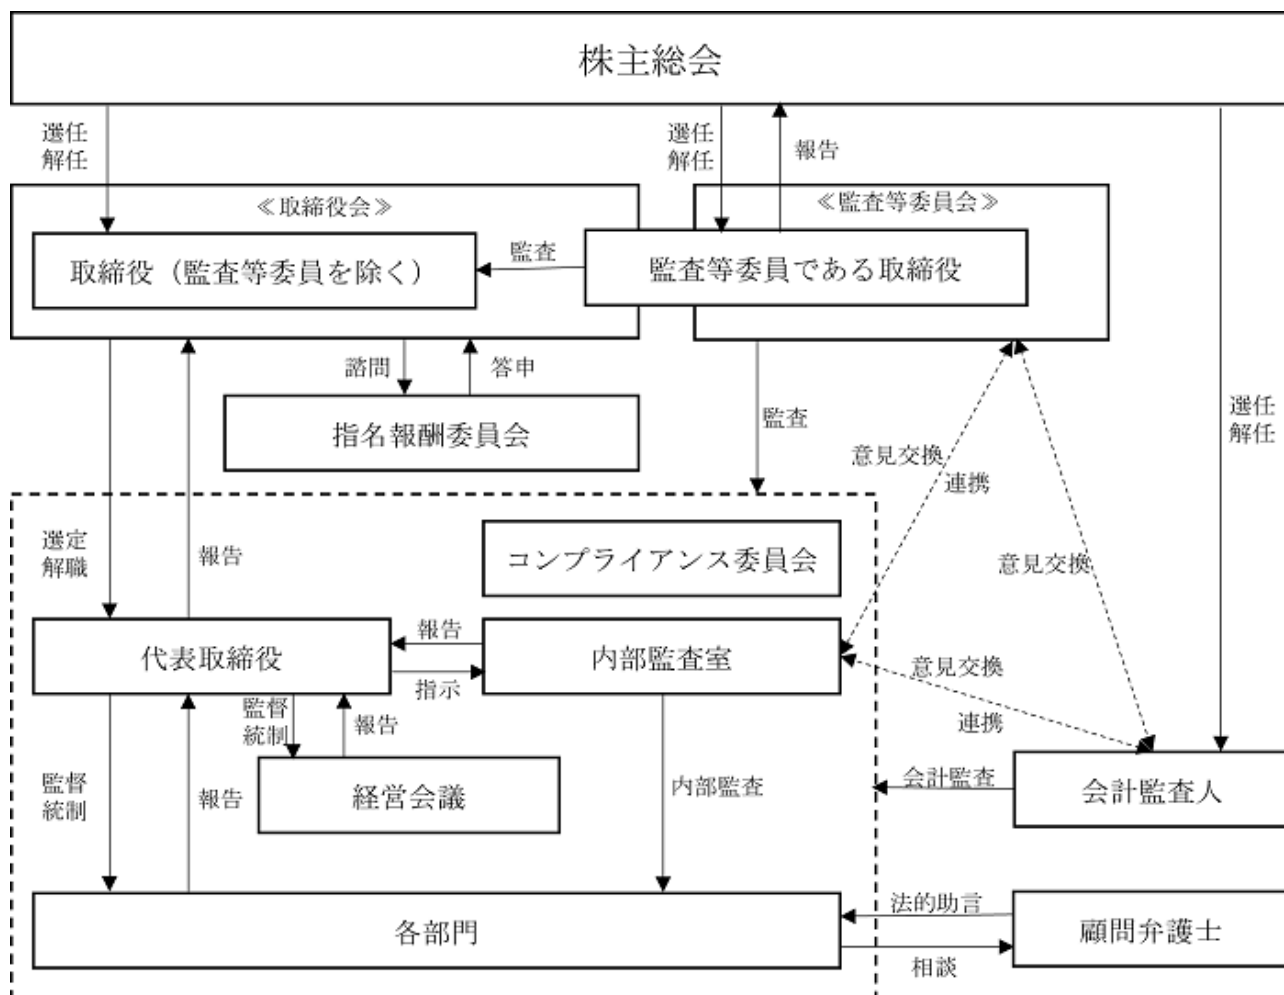 株主総会
選任
解任
選任
解任
報告
≪取締役会≫
≪監査等委員会≫
取締役（監査等委員を除く）
監査
監査等委員である取締役
諮問
答申
指名報酬委員会
監査
選任
解任
意見交換
連携
選定
解職
報告
コンプライアンス委員会
意見交換
代表取締役
報告
指示
内部監査室
意見交換
連携
監督
統制
報告
経営会議
監督
統制
報告
内部監査
会計監査
会計監査人
各部門
法的助言
相談
顧問弁護士